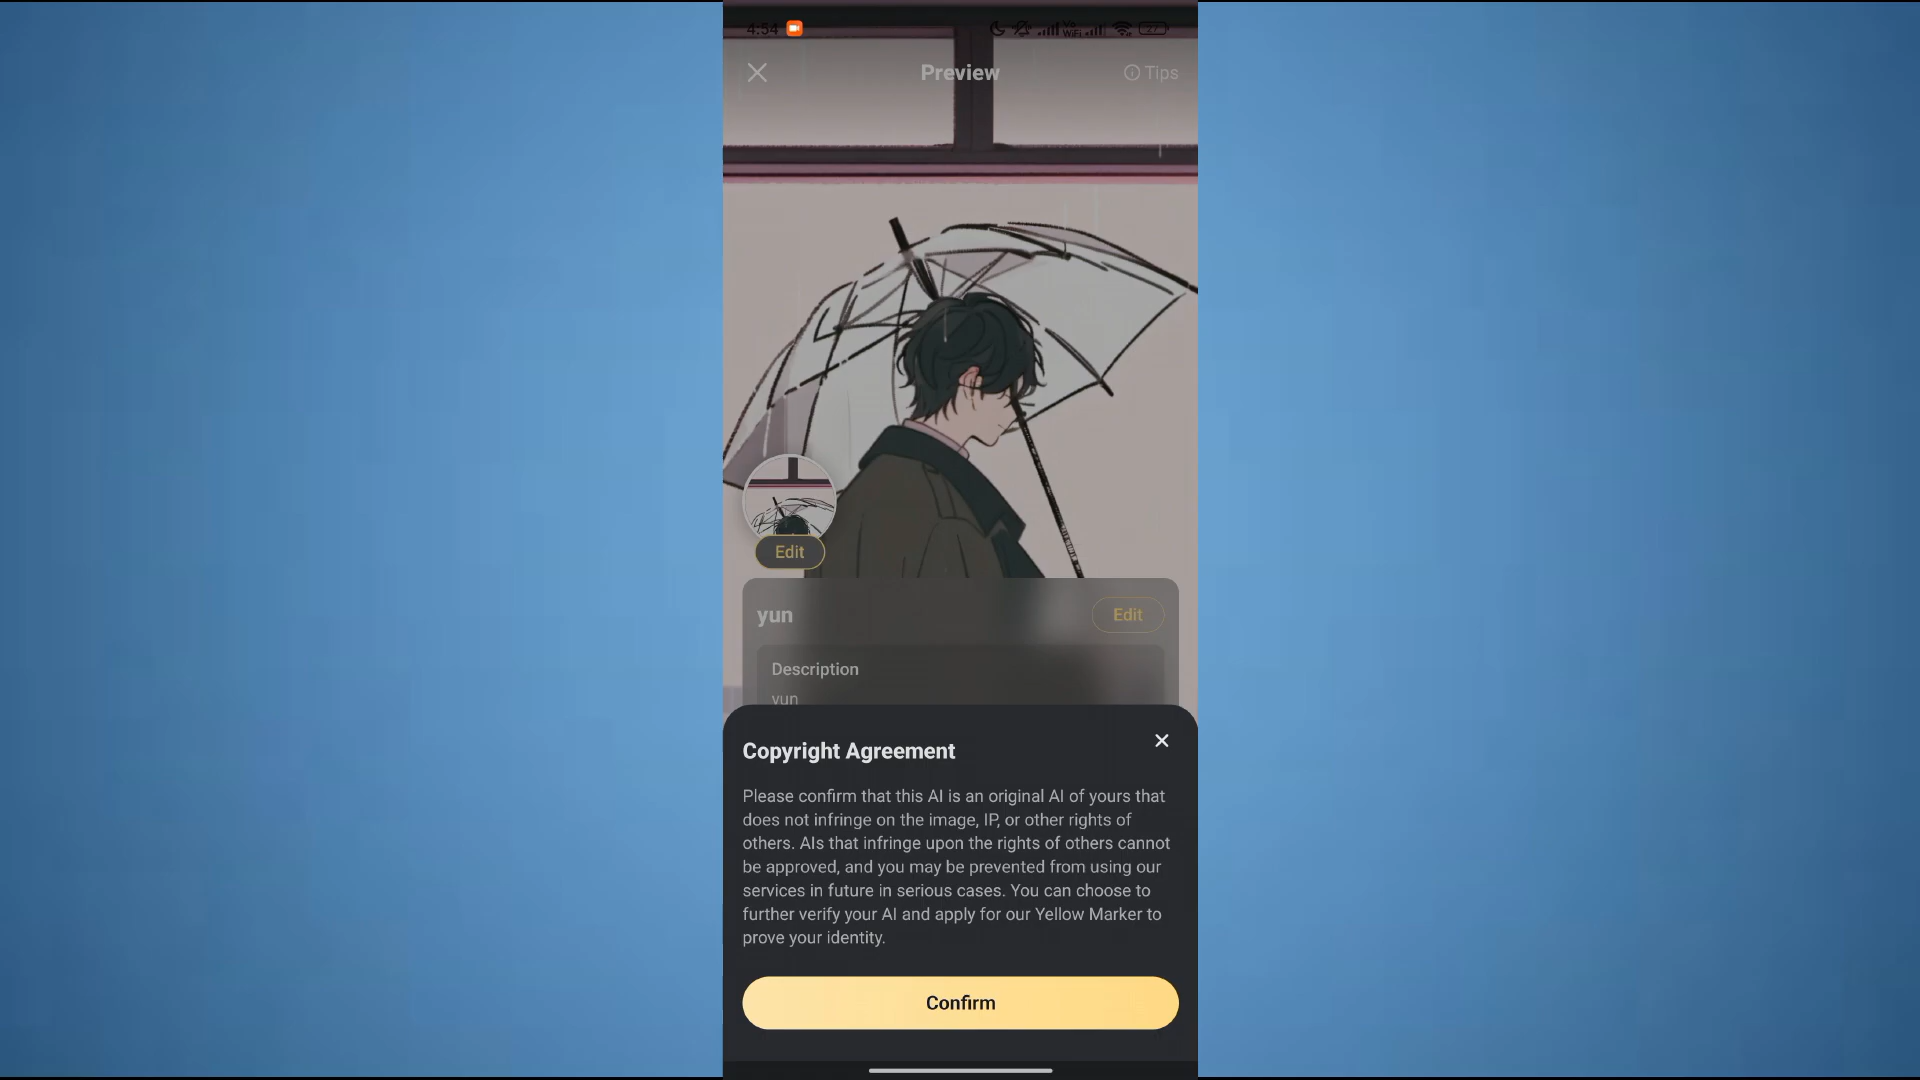 4:54
Vo
WiFi
27
Preview
Tips
Edit
yun
Edit
Description
yun
Copyright Agreement
Please confirm that this AI is an original AI of yours that
does not infringe on the image, IP, or other rights of
others. AIs that infringe upon the rights of others cannot
be approved, and you may be prevented from using our
services in future in serious cases. You can choose to
further verify your AI and apply for our Yellow Marker to
prove your identity.
Confirm